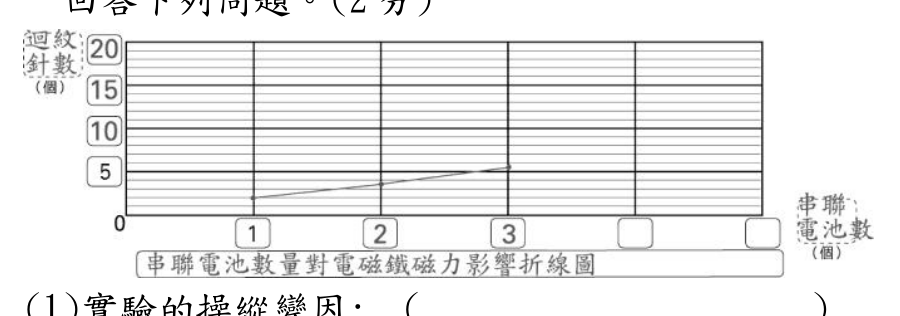 回答下列問題。(2 分)
迴紋
針數
(個)
20
15
10
5
0
1
2
3
串聯
電池數
(個)
串聯電池數量對電磁鐵磁力影響折線圖
(1)實驗的操縱變因：( )